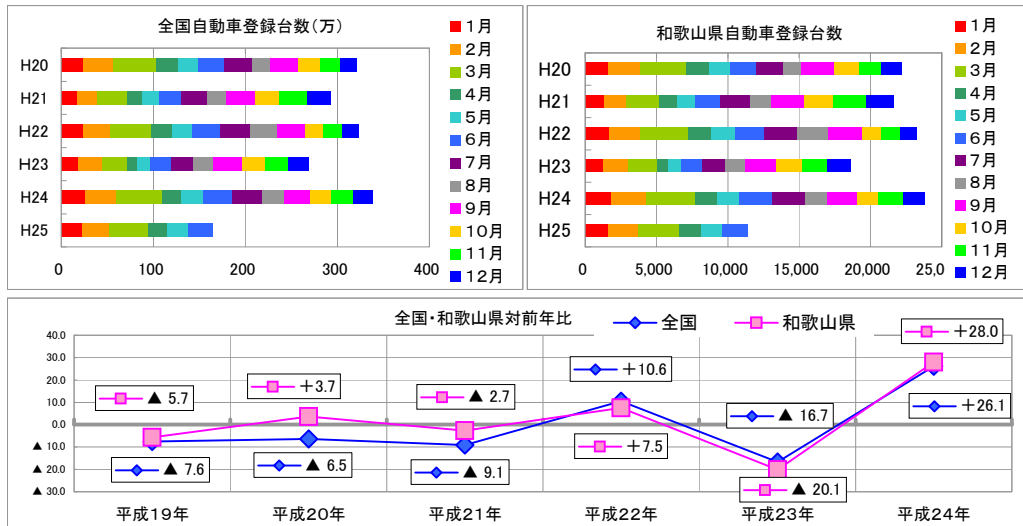 全国自動車登録台数(万)
H20
H21
H22
H23
H24
H25
0 100 200 300 400
1月
2月
3月
4月
5月
6月
7月
8月
9月
10月
11月
12月
和歌山県自動車登録台数
H20
H21
H22
H23
H24
H25
0 5,000 10,000 15,000 20,000 25,0
1月
2月
3月
4月
5月
6月
7月
8月
9月
10月
11月
12月
全国・和歌山県対前年比
全国 和歌山県
40.0
30.0
20.0
10.0
0.0
▲ 10.0
▲ 20.0
▲ 30.0
▲ 5.7
+3.7
▲ 2.7
+10.6
▲ 16.7
+28.0
▲ 7.6
▲ 6.5
▲ 9.1
+7.5
▲ 20.1
+26.1
平成19年 平成20年 平成21年 平成22年 平成23年 平成24年